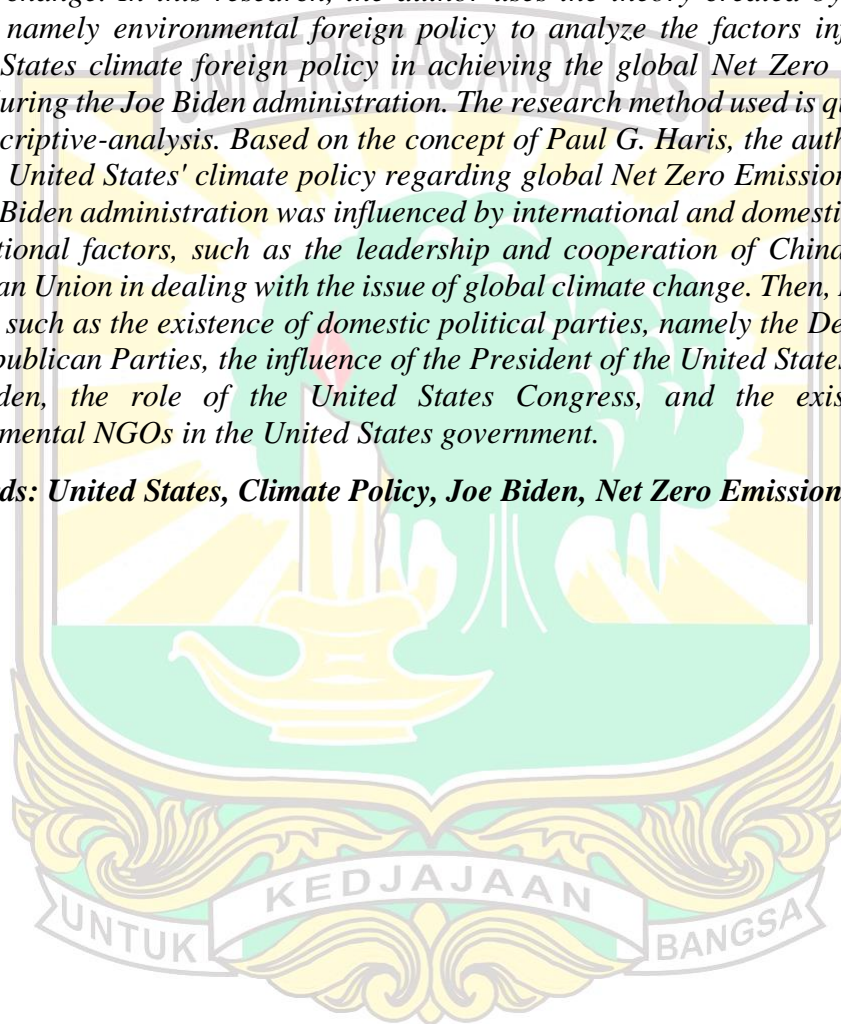 change. In this research, the author uses the theory created by
namely environmental foreign policy to analyze the factors inf
States climate foreign policy in achieving the global Net Zero
uring the Joe Biden administration. The research method used is qu
criptive-analysis. Based on the concept of Paul G. Haris, the auth
United States' climate policy regarding global Net Zero Emission
Biden administration was influenced by international and domesti
tional factors, such as the leadership and cooperation of China
an Union in dealing with the issue of global climate change. Then,
such as the existence of domestic political parties, namely the De
publican Parties, the influence of the President of the United States
den, the role of the United States Congress, and the exis
mental NGOs in the United States government.
ds: United States, Climate Policy, Joe Biden, Net Zero Emission
UNIVERSITAS ANDALAS
UNTUK KEDJAJAAN BANGSA